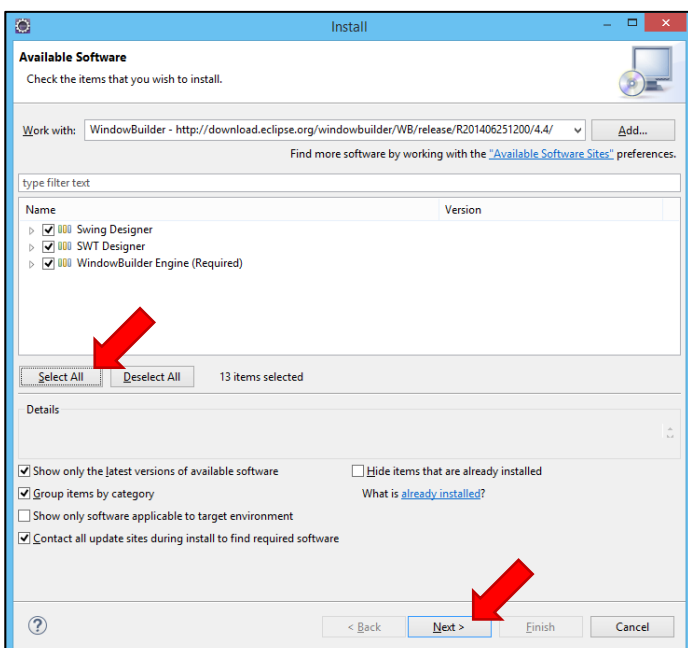 Install
Available Software
Check the items that you wish to install.
Work with: WindowBuilder - http://download.eclipse.org/windowbuilder/WB/release/R201406251200/4.4/ Add...
Find more software by working with the "Available Software Sites" preferences.
type filter text
Name Version
Swing Designer
SWT Designer
WindowBuilder Engine (Required)
Select All Deselect All 13 items selected
Details
Show only the latest versions of available software Hide items that are already installed
Group items by category What is already installed?
Show only software applicable to target environment
Contact all update sites during install to find required software
? < Back Next > Finish Cancel